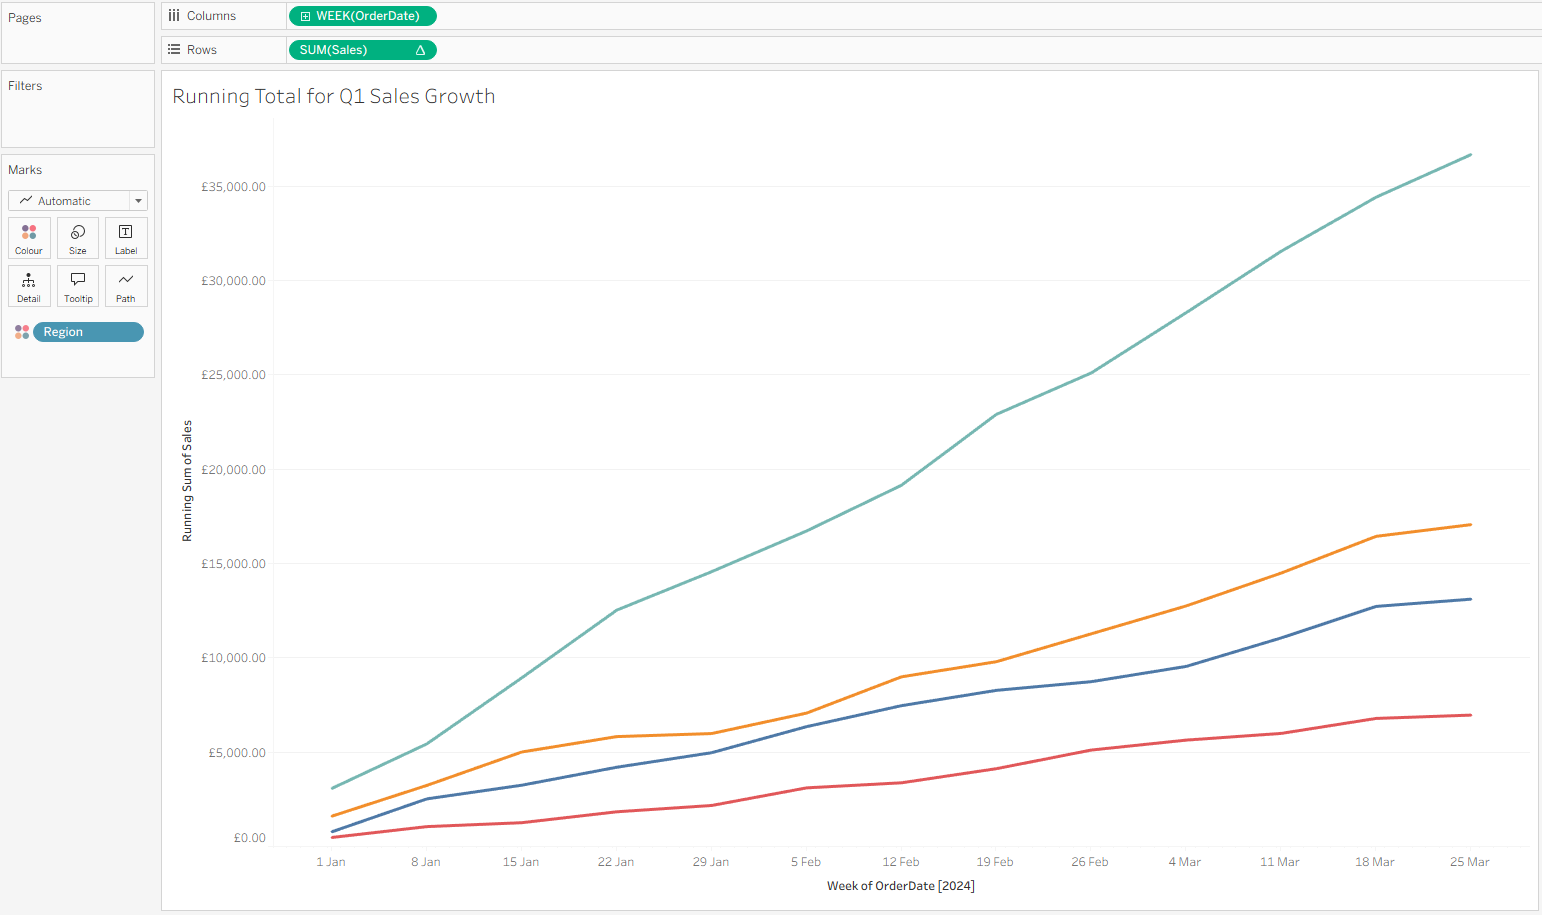 Pages
Columns
WEEK(OrderDate)
Rows
SUM(Sales)
Filters
Marks
Automatic
Colour
Size
Label
Detail
Tooltip
Path
Region
Running Total for Q1 Sales Growth
Running Sum of Sales
£35,000.00
£30,000.00
£25,000.00
£20,000.00
£15,000.00
£10,000.00
£5,000.00
£0.00
1 Jan 8 Jan 15 Jan 22 Jan 29 Jan 5 Feb 12 Feb 19 Feb 26 Feb 4 Mar 11 Mar 18 Mar 25 Mar
Week of OrderDate [2024]